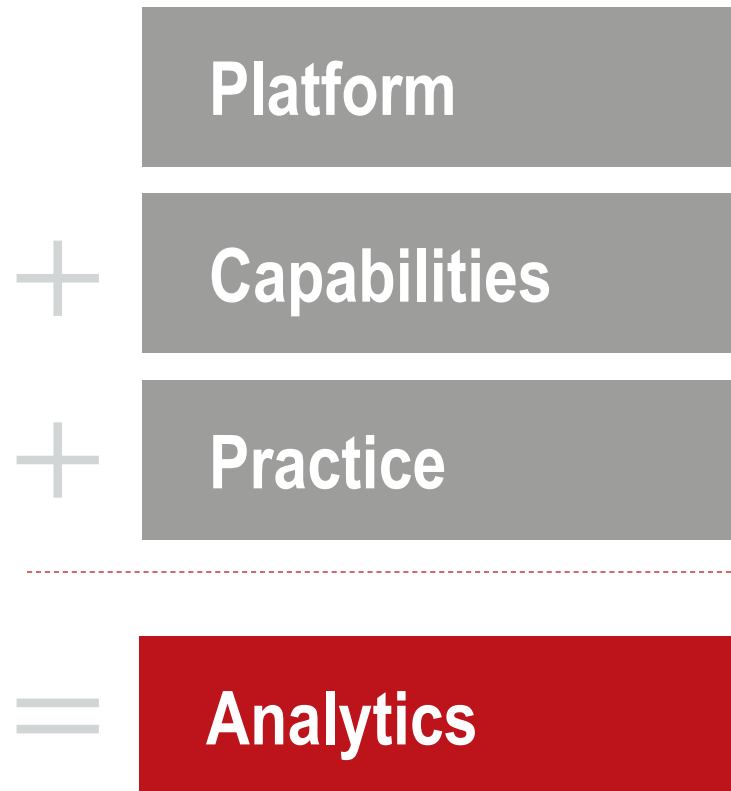 Platform
+ Capabilities
+ Practice
= Analytics